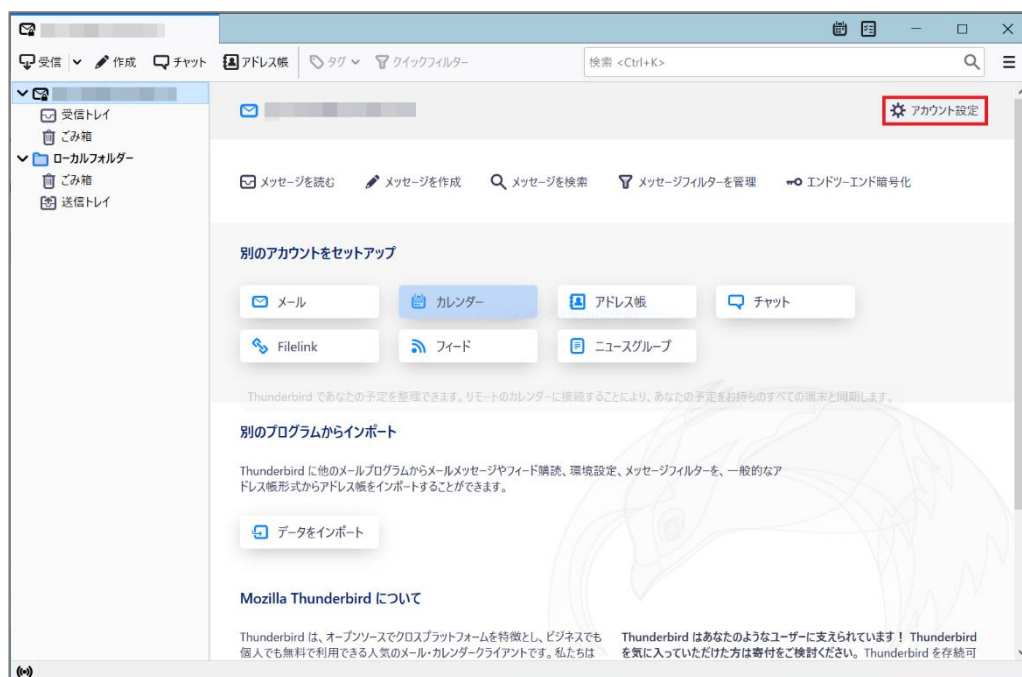 受信 作成 チャット アドレス帳 タグ クイックフィルター 検索 <Ctrl+K>
受信トレイ
ごみ箱
ローカルフォルダー
ごみ箱
送信トレイ
アカウント設定
メッセージを読む メッセージを作成 メッセージを検索 メッセージフィルターを管理 エンドツーエンド暗号化
別のアカウントをセットアップ
メール カレンダー アドレス帳 チャット
Filelink フィード ニュースグループ
Thunderbird であなたの予定を整理できます。リモートのカレンダーに接続することにより、あなたの予定をお持ちのすべての端末と同期します。
別のプログラムからインポート
Thunderbird に他のメールプログラムからメールメッセージやフィード購読、環境設定、メッセージフィルターを、一般的なア
ドレス帳形式からアドレス帳をインポートすることができます。
データをインポート
Mozilla Thunderbird について
Thunderbird は、オープンソースでクロスプラットフォームを特徴とし、ビジネスでも
個人でも無料で利用できる人気のメール・カレンダークライアントです。私たちは
Thunderbird はあなたのようなユーザーに支えられています！ Thunderbird
を気に入っていただけた方は寄付をご検討ください。Thunderbird を存続可